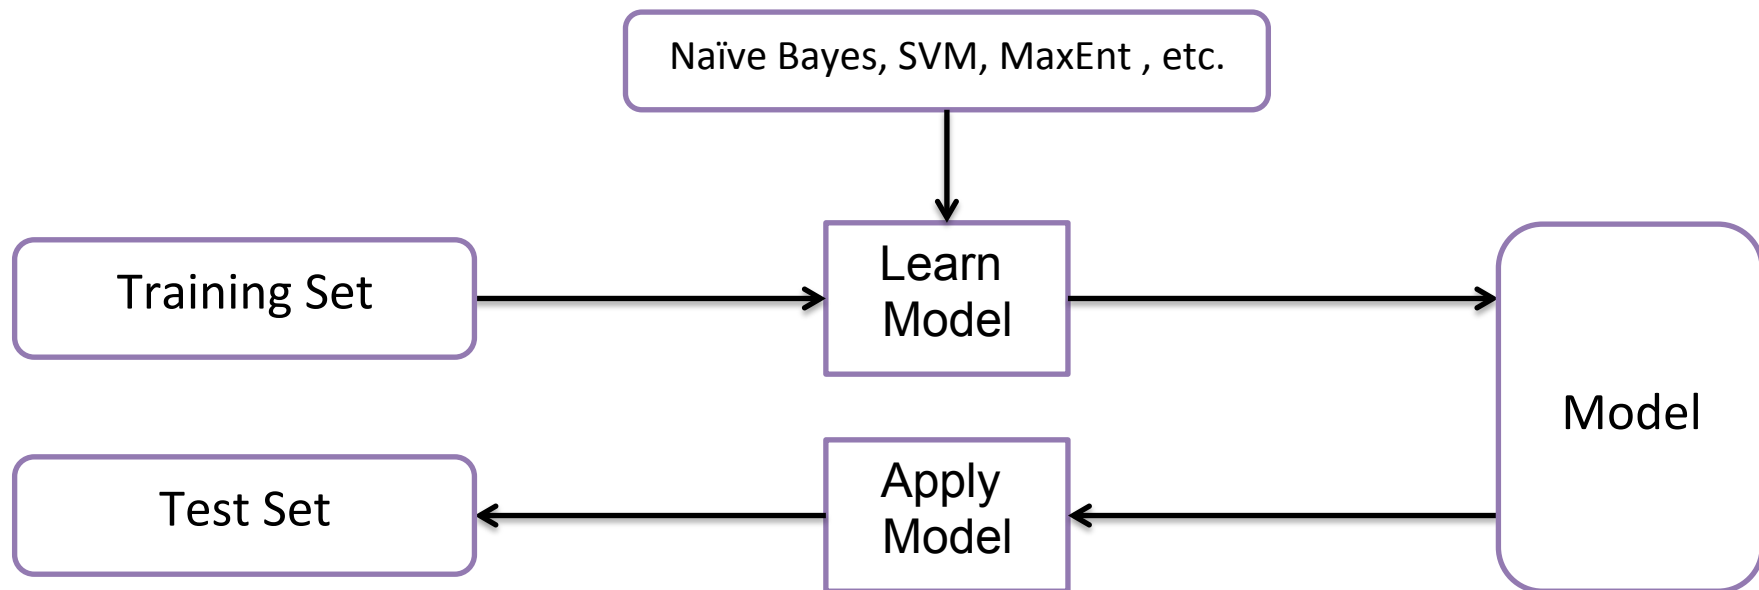 Naïve Bayes, SVM, MaxEnt , etc.
Training Set
Learn
Model
Model
Test Set
Apply
Model